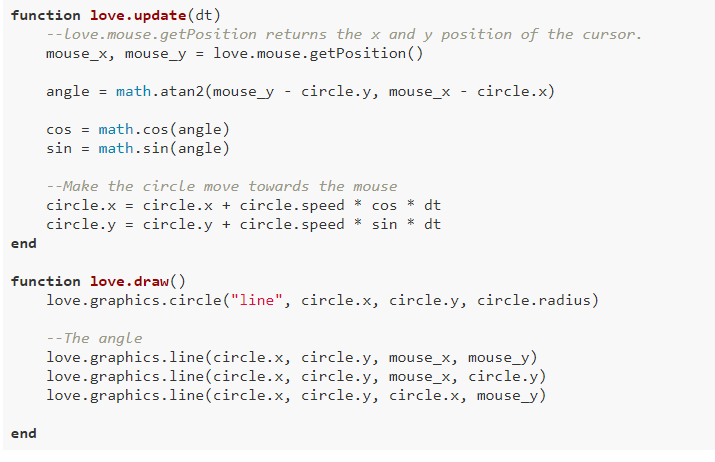 function love.update(dt)
    --love.mouse.getPosition returns the x and y position of the cursor.
    mouse_x, mouse_y = love.mouse.getPosition()

    angle = math.atan2(mouse_y - circle.y, mouse_x - circle.x)

    cos = math.cos(angle)
    sin = math.sin(angle)

    --Make the circle move towards the mouse
    circle.x = circle.x + circle.speed * cos * dt
    circle.y = circle.y + circle.speed * sin * dt
end

function love.draw()
    love.graphics.circle("line", circle.x, circle.y, circle.radius)

    --The angle
    love.graphics.line(circle.x, circle.y, mouse_x, mouse_y)
    love.graphics.line(circle.x, circle.y, mouse_x, circle.y)
    love.graphics.line(circle.x, circle.y, circle.x, mouse_y)

end